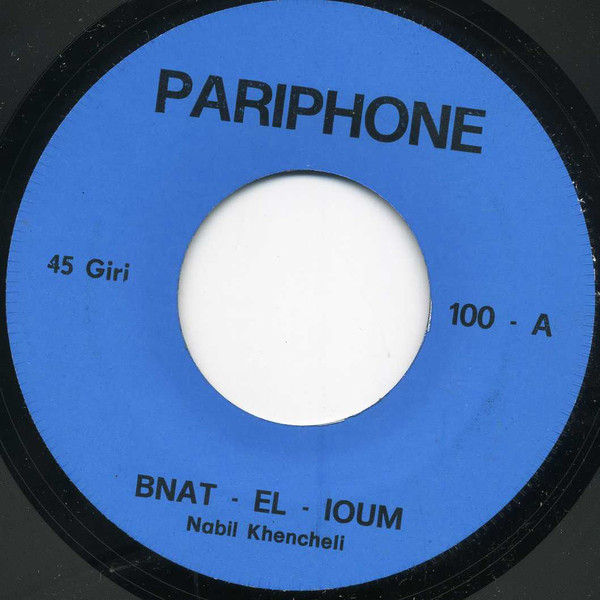 PARIPHONE
45 Giri
100 - A
BNAT - EL - IOUM
Nabil Khencheli